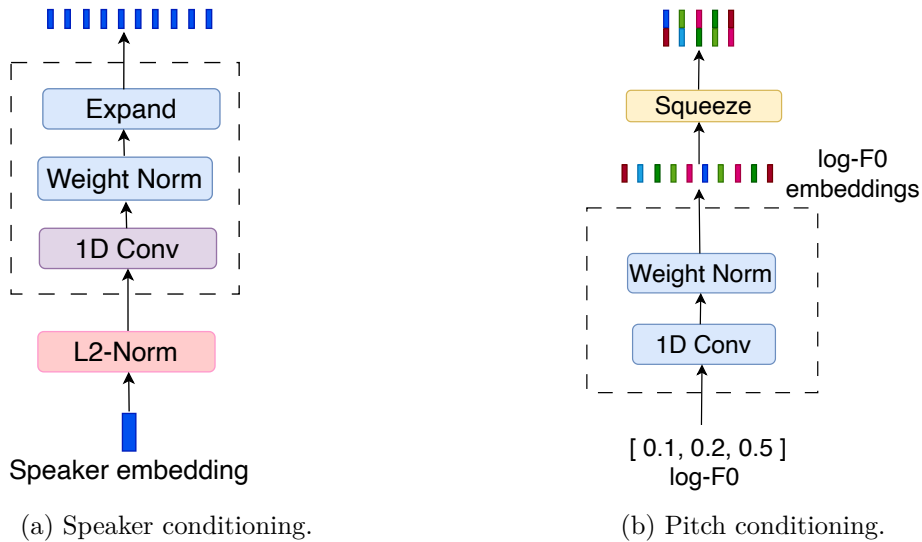 Expand
Weight Norm
1D Conv
L2-Norm
Speaker embedding
(a) Speaker conditioning.
Squeeze
log-F0
embeddings
Weight Norm
1D Conv
[ 0.1, 0.2, 0.5 ]
log-F0
(b) Pitch conditioning.